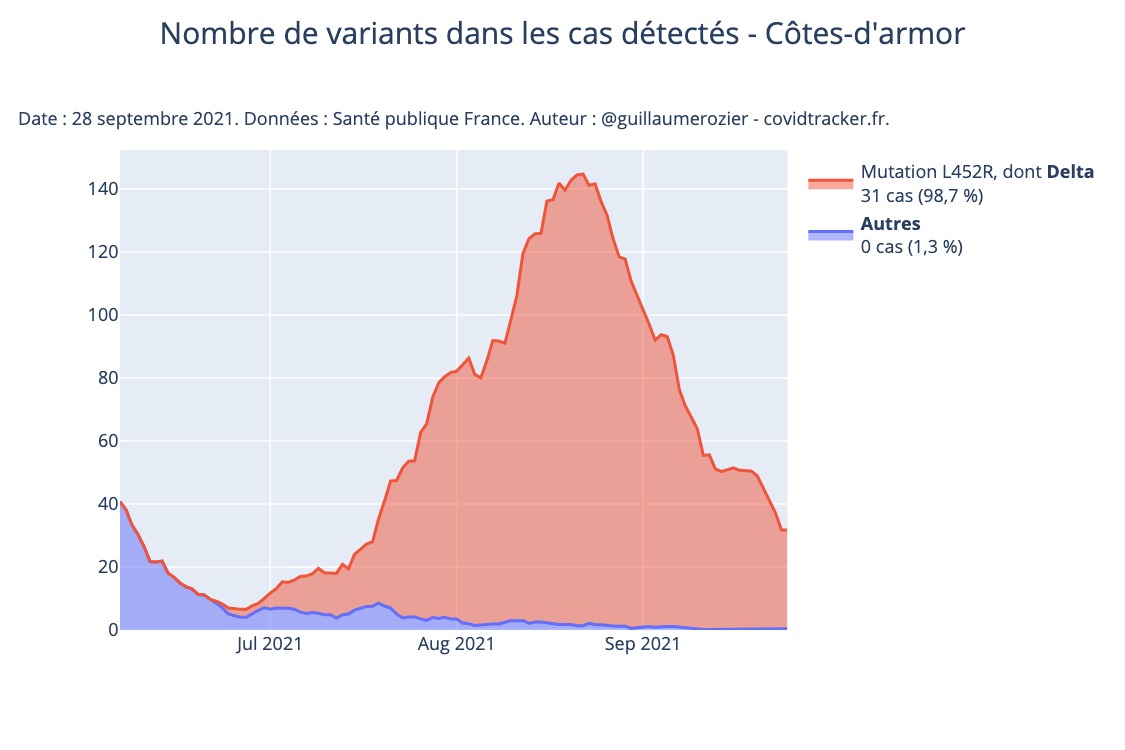 Nombre de variants dans les cas détectés - Côtes-d'armor
Date : 28 septembre 2021. Données : Santé publique France. Auteur : @guillaumerozier - covidtracker.fr.
Mutation L452R, dont Delta
31 cas (98,7 %)
Autres
0 cas (1,3 %)
140
120
100
80
60
40
20
0
Jul 2021 Aug 2021 Sep 2021